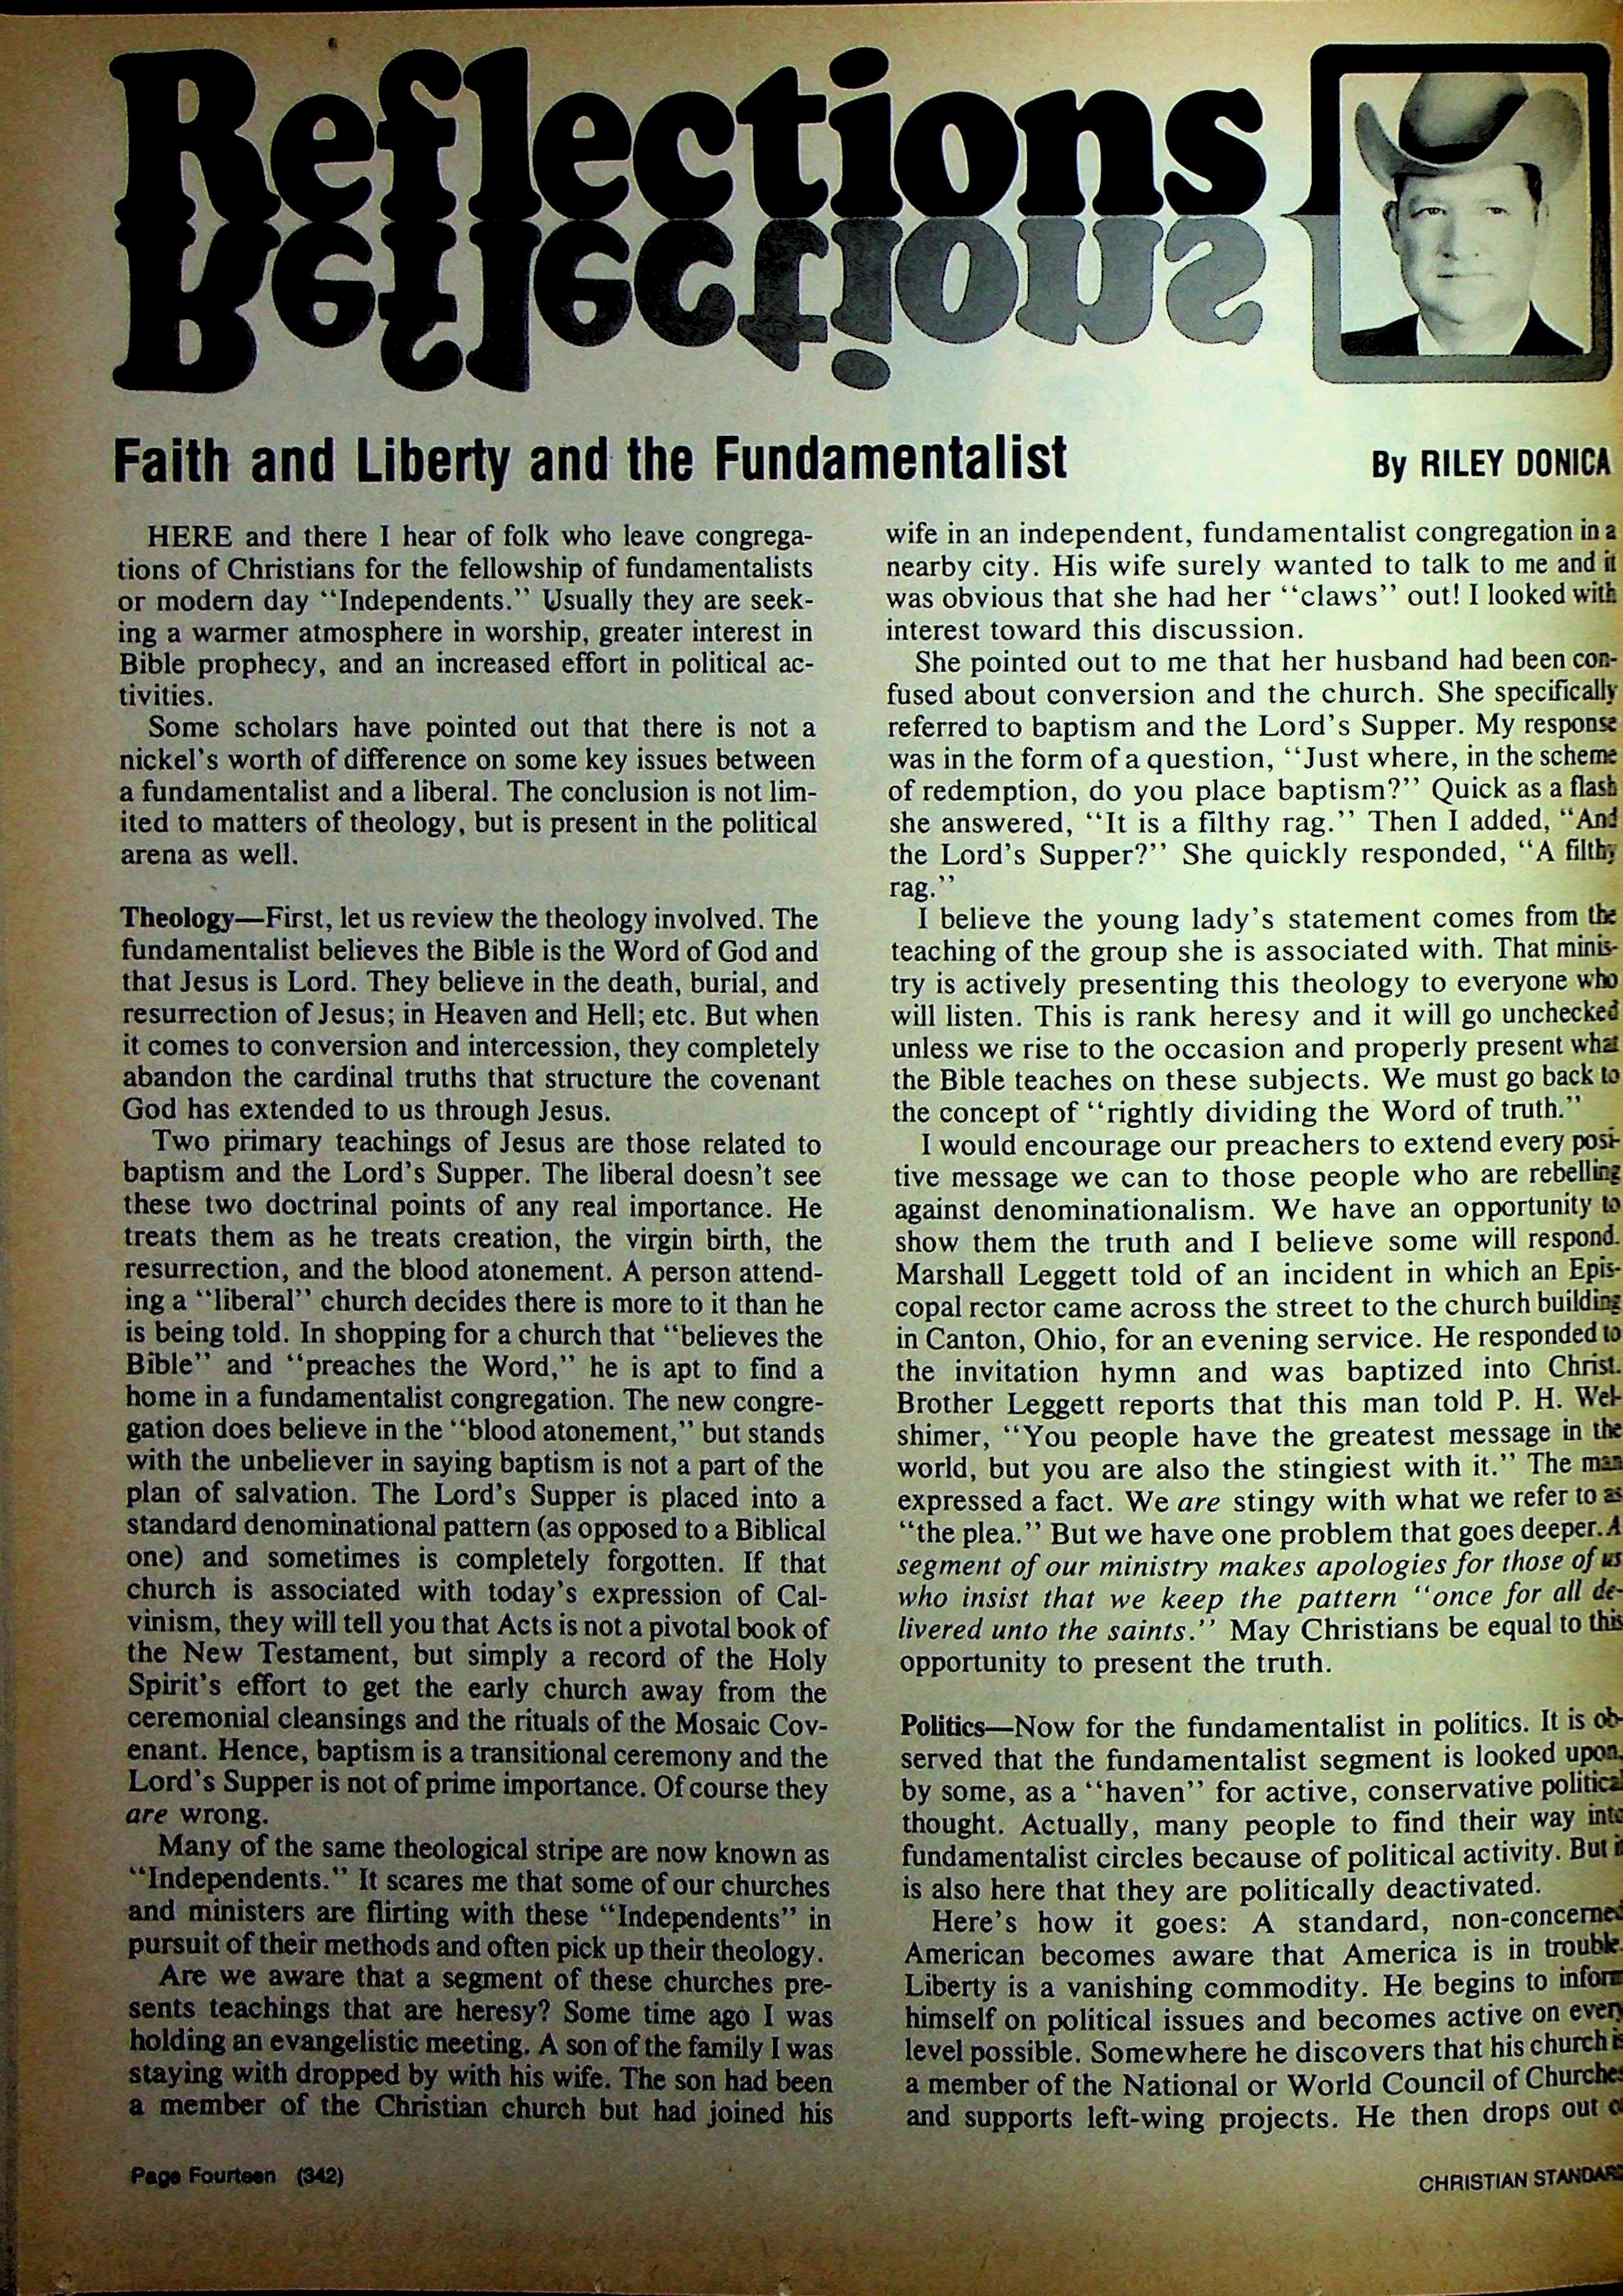 Reflections
Reflections
Faith and Liberty and the Fundamentalist
By RILEY DONICA
HERE and there I hear of folk who leave congrega-
tions of Christians for the fellowship of fundamentalists
or modern day “Independents.” Usually they are seek-
ing a warmer atmosphere in worship, greater interest in
Bible prophecy, and an increased effort in political ac-
tivities.
Some scholars have pointed out that there is not a
nickel’s worth of difference on some key issues between
a fundamentalist and a liberal. The conclusion is not lim-
ited to matters of theology, but is present in the political
arena as well.
Theology—First, let us review the theology involved. The
fundamentalist believes the Bible is the Word of God and
that Jesus is Lord. They believe in the death, burial, and
resurrection of Jesus; in Heaven and Hell; etc. But when
it comes to conversion and intercession, they completely
abandon the cardinal truths that structure the covenant
God has extended to us through Jesus.
Two primary teachings of Jesus are those related to
baptism and the Lord’s Supper. The liberal doesn’t see
these two doctrinal points of any real importance. He
treats them as he treats creation, the virgin birth, the
resurrection, and the blood atonement. A person attend-
ing a “liberal” church decides there is more to it than he
is being told. In shopping for a church that “believes the
Bible” and “preaches the Word,” he is apt to find a
home in a fundamentalist congregation. The new congre-
gation does believe in the “blood atonement,” but stands
with the unbeliever in saying baptism is not a part of the
plan of salvation. The Lord’s Supper is placed into a
standard denominational pattern (as opposed to a Biblical
one) and sometimes is completely forgotten. If that
church is associated with today’s expression of Cal-
vinism, they will tell you that Acts is not a pivotal book of
the New Testament, but simply a record of the Holy
Spirit’s effort to get the early church away from the
ceremonial cleansings and the rituals of the Mosaic Cov-
enant. Hence, baptism is a transitional ceremony and the
Lord’s Supper is not of prime importance. Of course they
are wrong.
Many of the same theological stripe are now known as
“Independents.” It scares me that some of our churches
and ministers are flirting with these “Independents” in
pursuit of their methods and often pick up their theology.
Are we aware that a segment of these churches pre-
sents teachings that are heresy? Some time ago I was
holding an evangelistic meeting. A son of the family I was
staying with dropped by with his wife. The son had been
a member of the Christian church but had joined his
wife in an independent, fundamentalist congregation in a
nearby city. His wife surely wanted to talk to me and it
was obvious that she had her “claws” out! I looked with
interest toward this discussion.
She pointed out to me that her husband had been con-
fused about conversion and the church. She specifically
referred to baptism and the Lord’s Supper. My response
was in the form of a question, “Just where, in the scheme
of redemption, do you place baptism?” Quick as a flash
she answered, “It is a filthy rag.” Then I added, “And
the Lord’s Supper?” She quickly responded, “A filthy
rag.”
I believe the young lady’s statement comes from the
teaching of the group she is associated with. That minis-
try is actively presenting this theology to everyone who
will listen. This is rank heresy and it will go unchecked
unless we rise to the occasion and properly present what
the Bible teaches on these subjects. We must go back to
the concept of “rightly dividing the Word of truth.”
I would encourage our preachers to extend every posi-
tive message we can to those people who are rebelling
against denominationalism. We have an opportunity to
show them the truth and I believe some will respond.
Marshall Leggett told of an incident in which an Epis-
copal rector came across the street to the church building
in Canton, Ohio, for an evening service. He responded to
the invitation hymn and was baptized into Christ.
Brother Leggett reports that this man told P. H. Wel-
shimer, “You people have the greatest message in the
world, but you are also the stingiest with it.” The man
expressed a fact. We are stingy with what we refer to as
“the plea.” But we have one problem that goes deeper. A
segment of our ministry makes apologies for those of us
who insist that we keep the pattern “once for all de-
livered unto the saints.” May Christians be equal to this
opportunity to present the truth.
Politics—Now for the fundamentalist in politics. It is ob-
served that the fundamentalist segment is looked upon,
by some, as a “haven” for active, conservative political
thought. Actually, many people to find their way into
fundamentalist circles because of political activity. But it
is also here that they are politically deactivated.
Here’s how it goes: A standard, non-concerned
American becomes aware that America is in trouble.
Liberty is a vanishing commodity. He begins to inform
himself on political issues and becomes active on every
level possible. Somewhere he discovers that his church is
a member of the National or World Council of Churches
and supports left-wing projects. He then drops out
Page Fourteen (342)
CHRISTIAN STANDARD